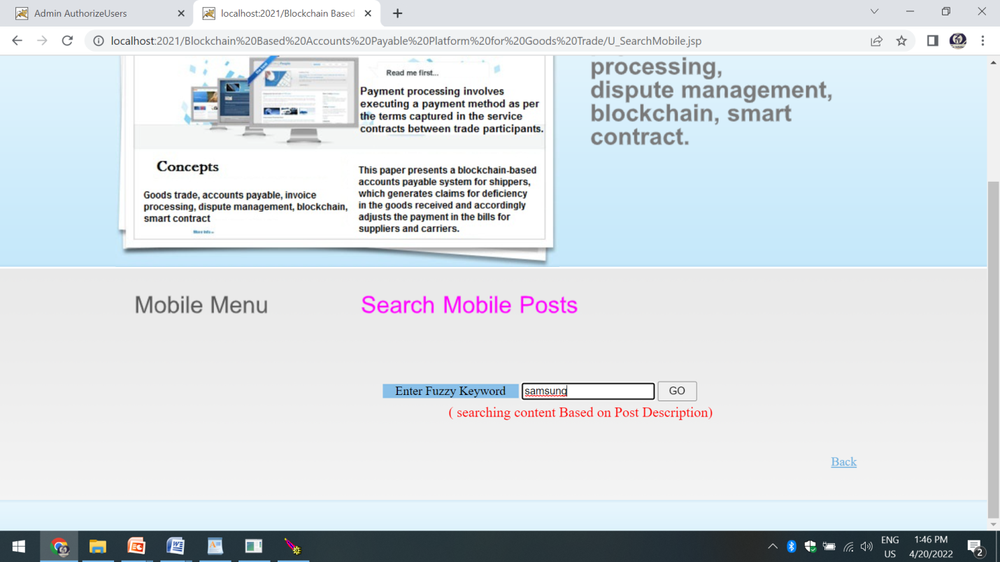 Admin AuthorizeUsers
localhost:2021/Blockchain Based
localhost:2021/Blockchain%20Based%20Accounts%20Payable%20Platform%20for%20Goods%20Trade/U_SearchMobile.jsp
Read me first...
Payment processing involves
executing a payment method as per
the terms captured in the service
contracts between trade participants.
processing,
dispute management,
blockchain, smart
contract.
Concepts
Goods trade, accounts payable, invoice
processing, dispute management, blockchain,
smart contract
More Info »
This paper presents a blockchain-based
accounts payable system for shippers,
which generates claims for deficiency
in the goods received and accordingly
adjusts the payment in the bills for
suppliers and carriers.
Mobile Menu
Search Mobile Posts
Enter Fuzzy Keyword
samsung
GO
( searching content Based on Post Description)
Back
ENG
US
1:46 PM
4/20/2022
2